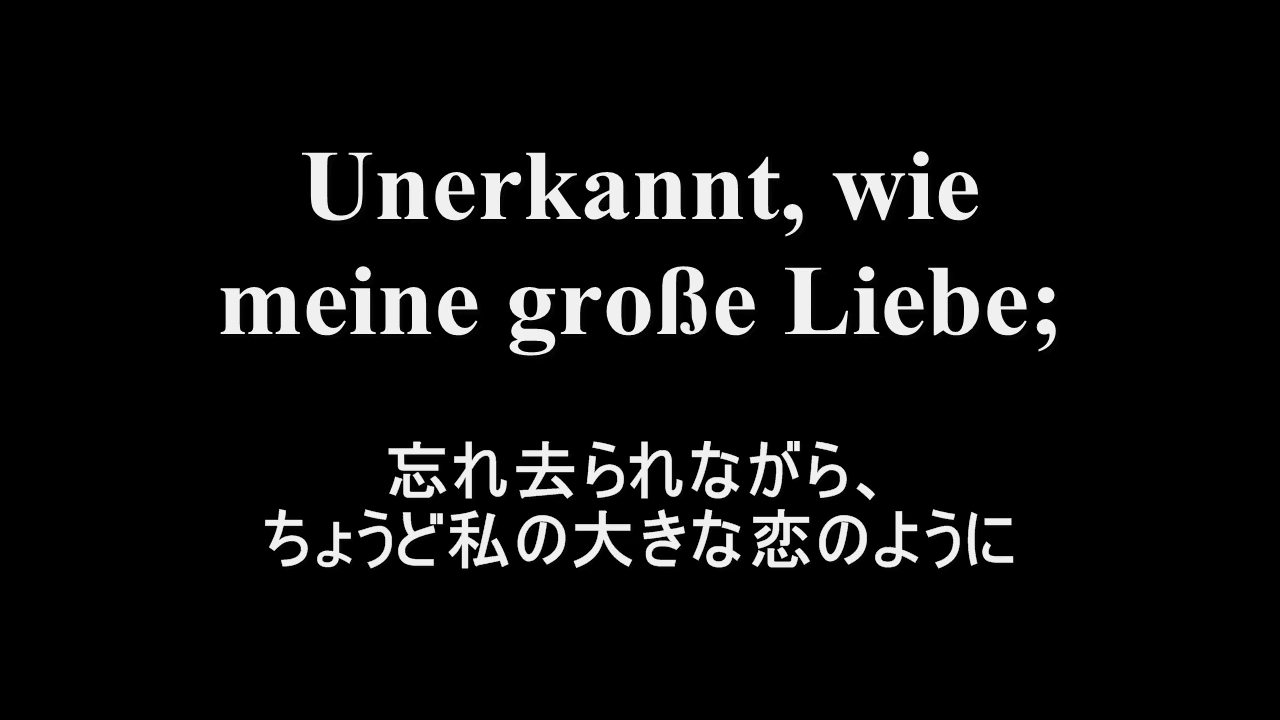 Unerkannt, wie
meine große Liebe;
忘れ去られながら、
ちょうど私の大きな恋のように